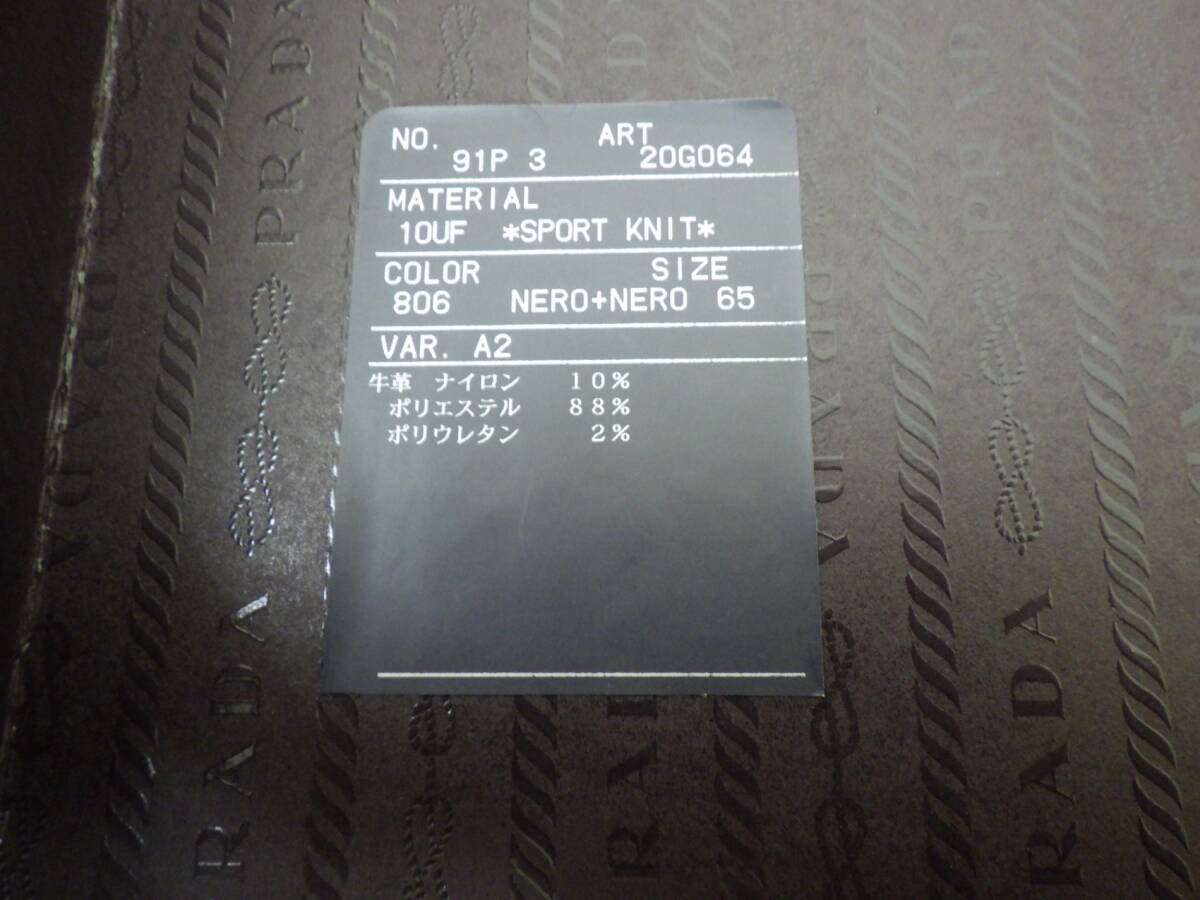 NO. ART
91P 3 20G064
MATERIAL
10UF *SPORT KNIT*
COLOR SIZE
806 NERO+NERO 65
VAR. A2
牛革 ナイロン 10%
ポリエステル 88%
ポリウレタン 2%
PRADA
PRADA
PRADA
RADA
RADA